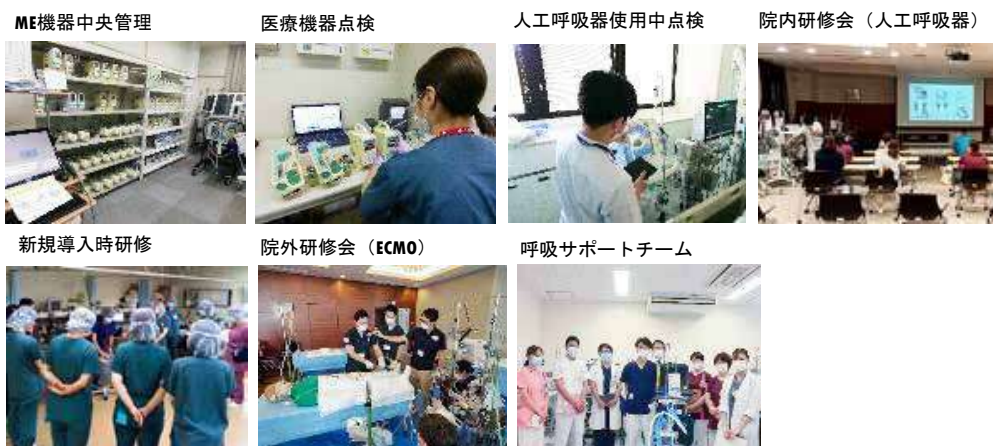 ME機器中央管理
医療機器点検
人工呼吸器使用中点検
院内研修会（人工呼吸器）
新規導入時研修
院外研修会（ECMO）
呼吸サポートチーム